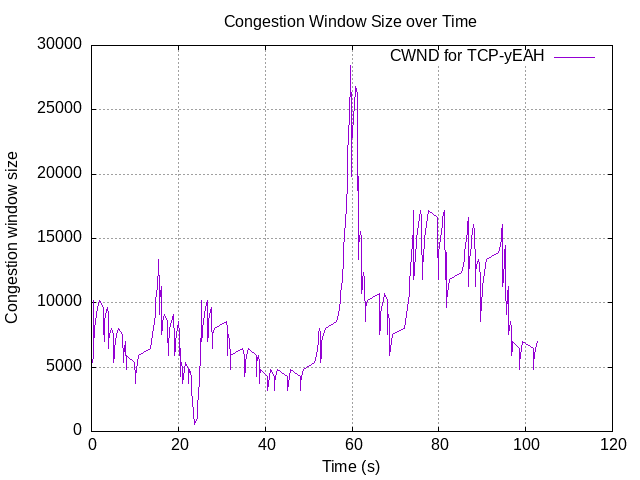 Congestion Window Size over Time
CWND for TCP-yEAH
Congestion window size
30000
25000
20000
15000
10000
5000
0
0 20 40 60 80 100 120
Time (s)